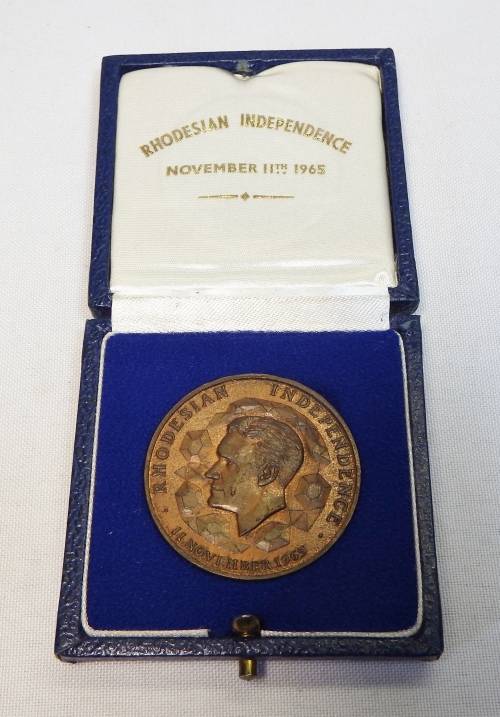 RHODESIAN INDEPENDENCE
NOVEMBER 11TH 1965
· RHODESIAN INDEPENDENCE ·
11 NOVEMBER 1965